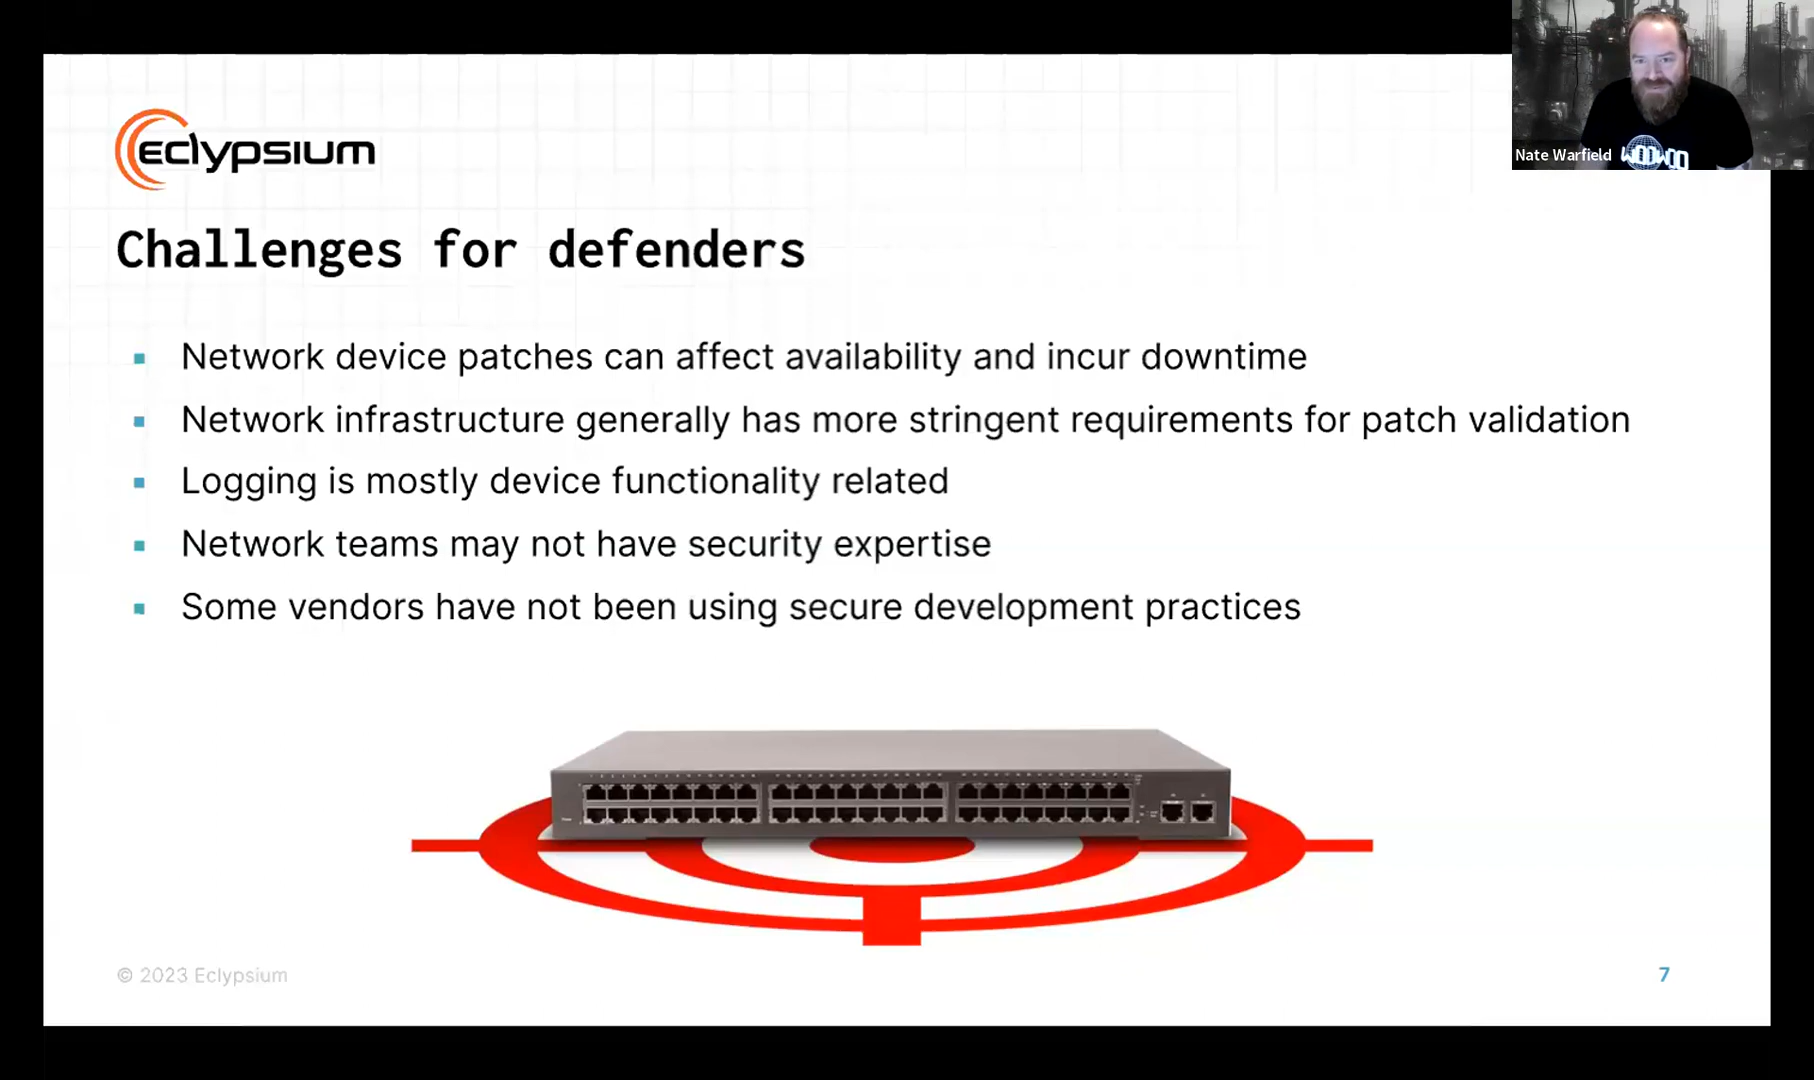 Eclypsium
Challenges for defenders
Network device patches can affect availability and incur downtime
Network infrastructure generally has more stringent requirements for patch validation
Logging is mostly device functionality related
Network teams may not have security expertise
Some vendors have not been using secure development practices
© 2023 Eclypsium
7
Nate Warfield
w00w00